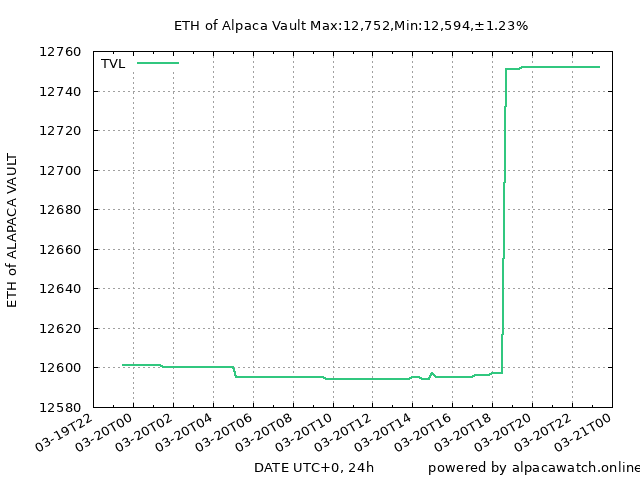 ETH of Alpaca Vault Max:12,752,Min:12,594,±1.23%
TVL
ETH of ALAPACA VAULT
12760
12740
12720
12700
12680
12660
12640
12620
12600
12580
03-19T22
03-20T00
03-20T02
03-20T04
03-20T06
03-20T08
03-20T10
03-20T12
03-20T14
03-20T16
03-20T18
03-20T20
03-20T22
03-21T00
DATE UTC+0, 24h
powered by alpacawatch.online